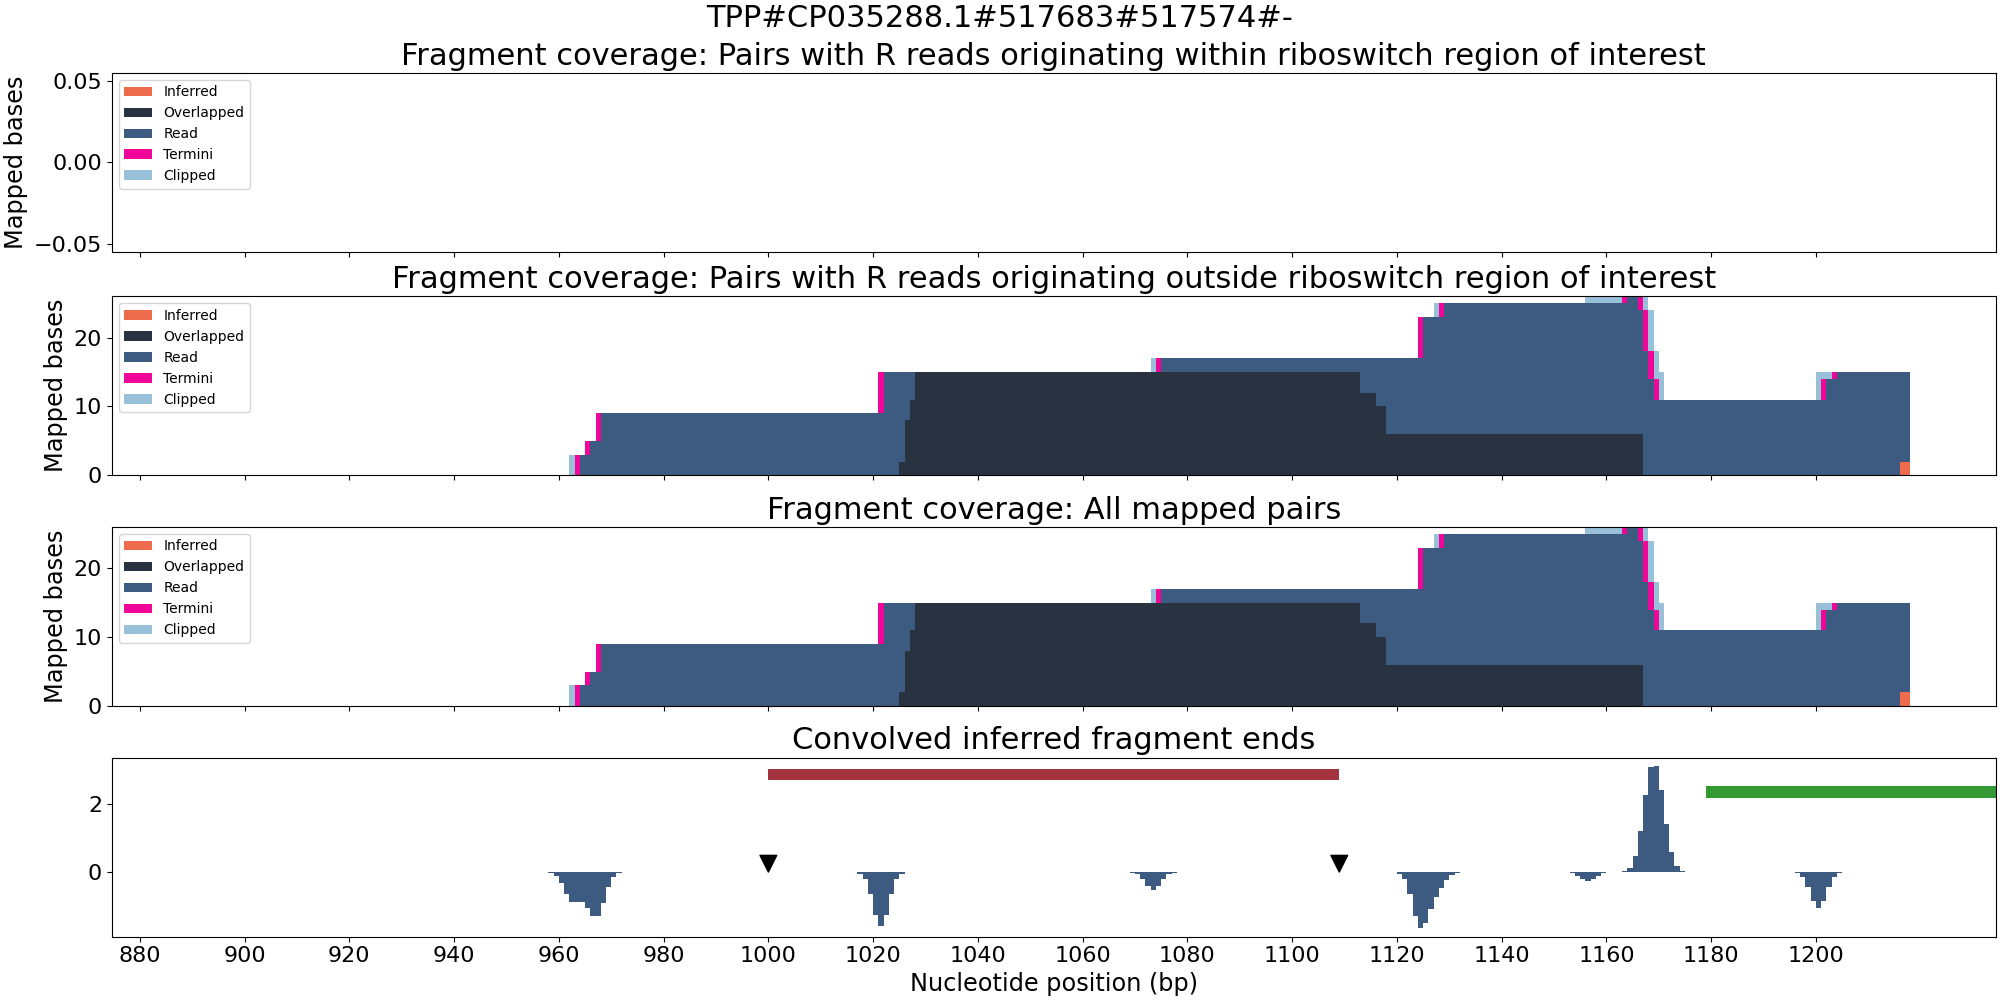 TPP#CP035288.1#517683#517574#-
Fragment coverage: Pairs with R reads originating within riboswitch region of interest
Mapped bases
0.05
0.00
−0.05
Inferred
Overlapped
Read
Termini
Clipped
Fragment coverage: Pairs with R reads originating outside riboswitch region of interest
Mapped bases
20
10
0
Inferred
Overlapped
Read
Termini
Clipped
Fragment coverage: All mapped pairs
Mapped bases
20
10
0
Inferred
Overlapped
Read
Termini
Clipped
Convolved inferred fragment ends
2
0
880 900 920 940 960 980 1000 1020 1040 1060 1080 1100 1120 1140 1160 1180 1200
Nucleotide position (bp)